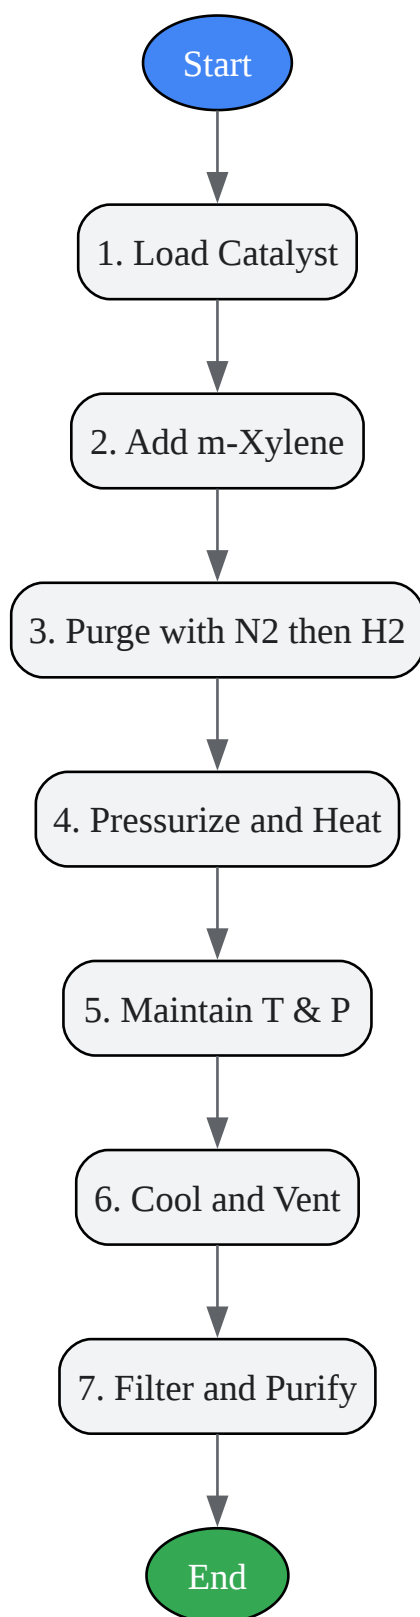 Start
1. Load Catalyst
2. Add m-Xylene
3. Purge with N2 then H2
4. Pressurize and Heat
5. Maintain T & P
6. Cool and Vent
7. Filter and Purify
End